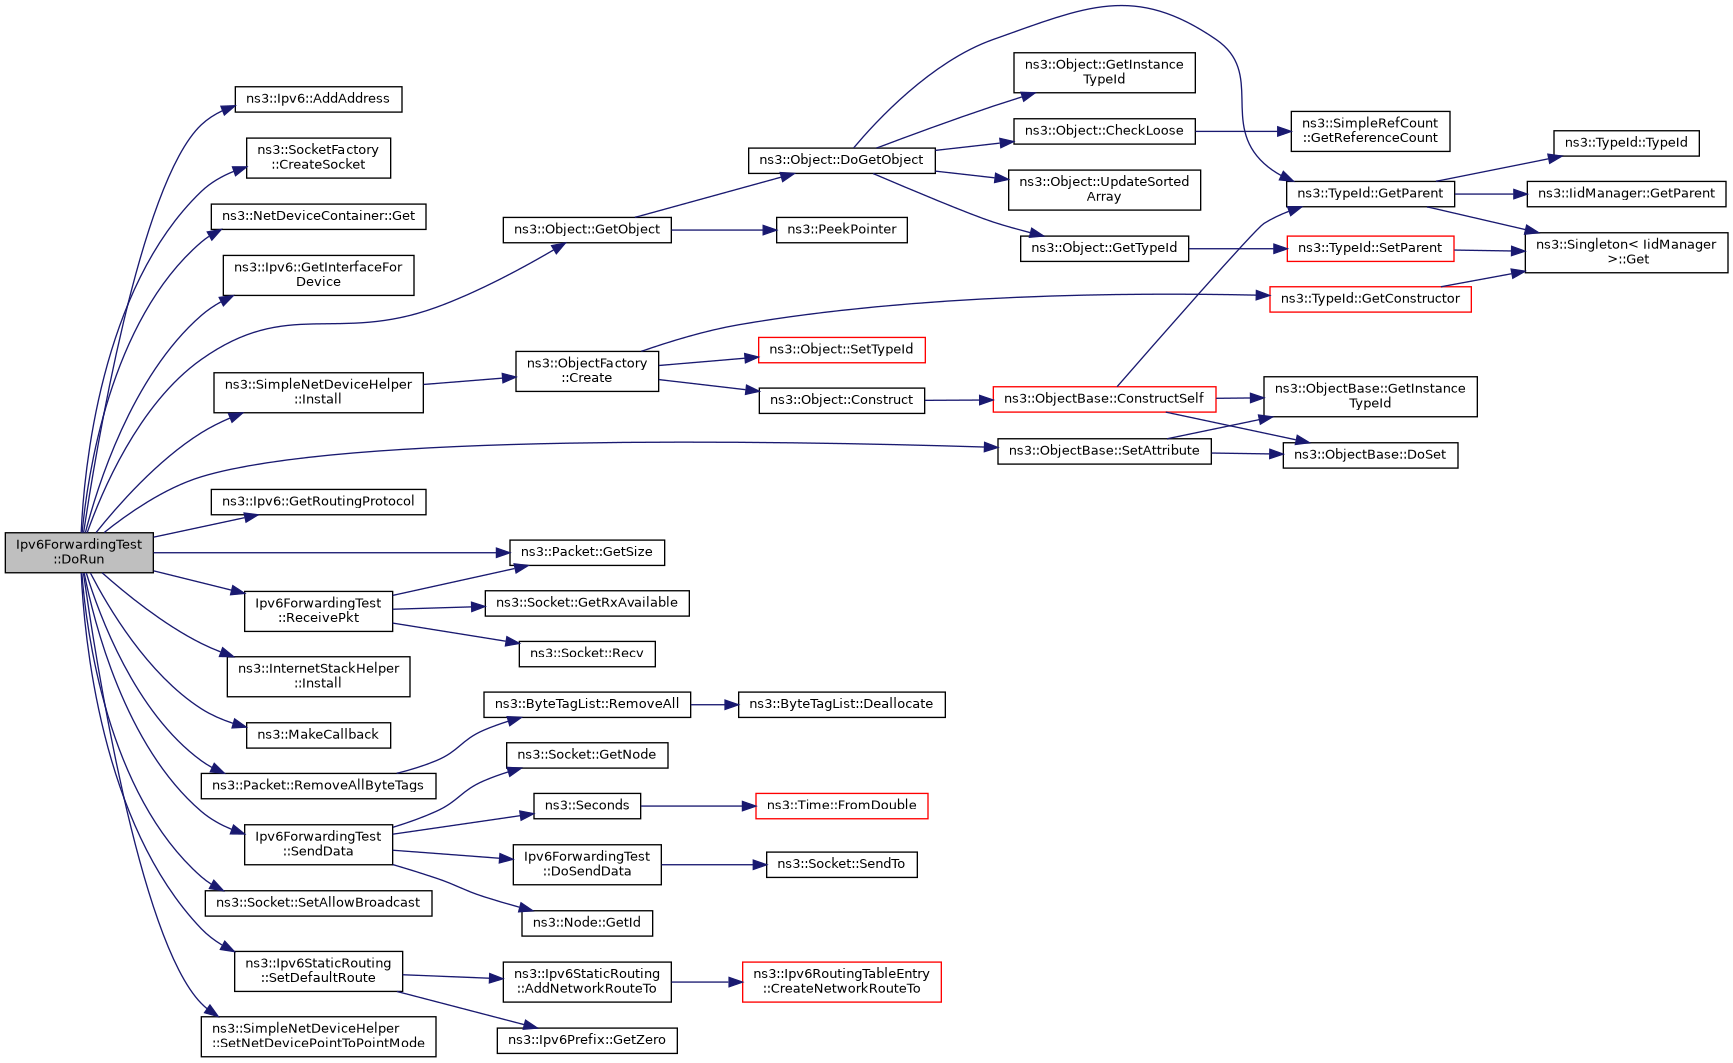 Ipv6ForwardingTest
::DoRun
ns3::Ipv6::AddAddress
ns3::SocketFactory
::CreateSocket
ns3::NetDeviceContainer::Get
ns3::Ipv6::GetInterfaceFor
Device
ns3::Object::GetObject
ns3::Object::DoGetObject
ns3::PeekPointer
ns3::Object::GetInstance
TypeId
ns3::Object::CheckLoose
ns3::Object::UpdateSorted
Array
ns3::Object::GetTypeId
ns3::SimpleRefCount
::GetReferenceCount
ns3::TypeId::GetParent
ns3::TypeId::SetParent
ns3::TypeId::GetConstructor
ns3::TypeId::TypeId
ns3::IidManager::GetParent
ns3::Singleton< IidManager
>::Get
ns3::SimpleNetDeviceHelper
::Install
ns3::ObjectFactory
::Create
ns3::Object::SetTypeId
ns3::Object::Construct
ns3::ObjectBase::ConstructSelf
ns3::ObjectBase::SetAttribute
ns3::ObjectBase::GetInstance
TypeId
ns3::ObjectBase::DoSet
ns3::Ipv6::GetRoutingProtocol
ns3::Packet::GetSize
Ipv6ForwardingTest
::ReceivePkt
ns3::Socket::GetRxAvailable
ns3::Socket::Recv
ns3::InternetStackHelper
::Install
ns3::MakeCallback
ns3::Packet::RemoveAllByteTags
ns3::ByteTagList::RemoveAll
ns3::ByteTagList::Deallocate
Ipv6ForwardingTest
::SendData
ns3::Socket::GetNode
ns3::Seconds
ns3::Time::FromDouble
Ipv6ForwardingTest
::DoSendData
ns3::Socket::SendTo
ns3::Node::GetId
ns3::Socket::SetAllowBroadcast
ns3::Ipv6StaticRouting
::SetDefaultRoute
ns3::Ipv6StaticRouting
::AddNetworkRouteTo
ns3::Ipv6RoutingTableEntry
::CreateNetworkRouteTo
ns3::Ipv6Prefix::GetZero
ns3::SimpleNetDeviceHelper
::SetNetDevicePointToPointMode